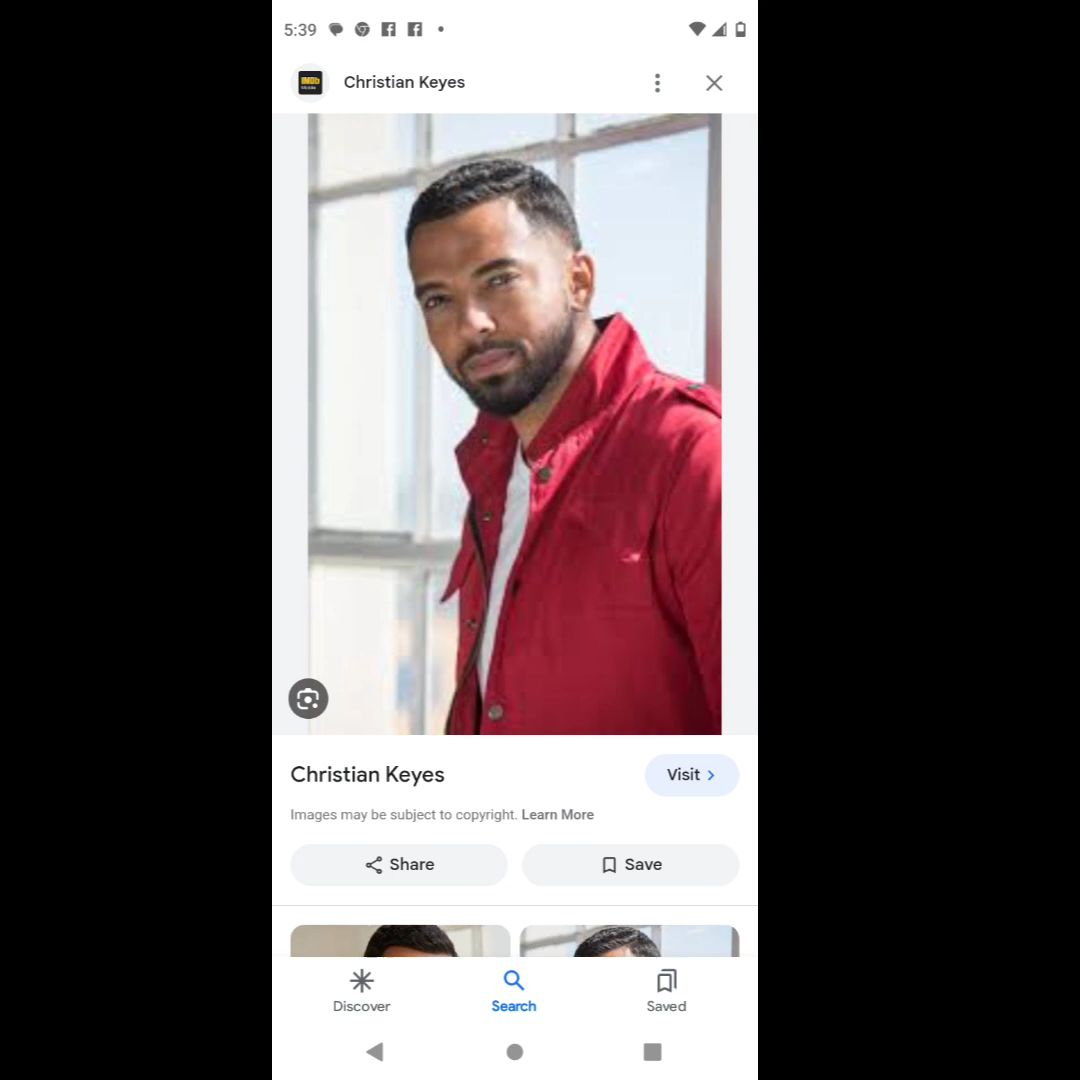 5:39
IMDb
Christian Keyes
Christian Keyes
Visit
Images may be subject to copyright. Learn More
Share
Save
Discover
Search
Saved